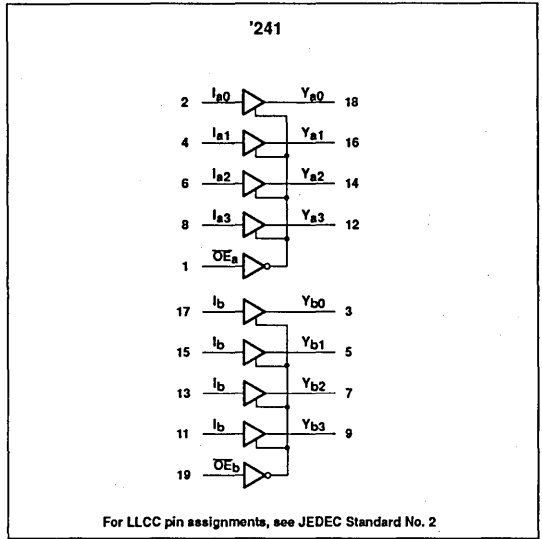 '241
2 Ia0 Ya0 18
4 Ia1 Ya1 16
6 Ia2 Ya2 14
8 Ia3 Ya3 12
1 O̅E̅a
17 Ib Yb0 3
15 Ib Yb1 5
13 Ib Yb2 7
11 Ib Yb3 9
19 O̅E̅b
For LLCC pin assignments, see JEDEC Standard No. 2